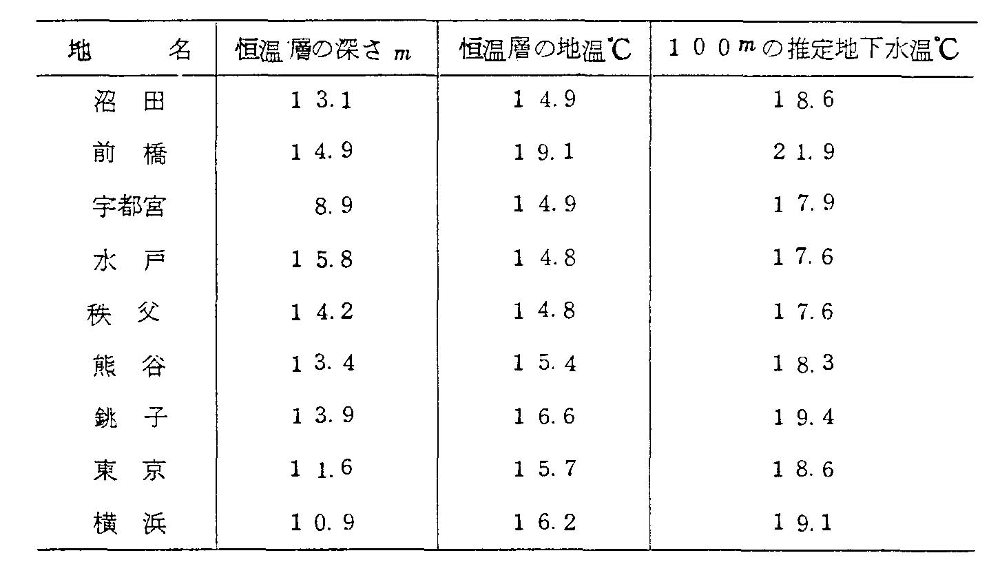 地名 恒温層の深さm 恒温層の地温℃ 100mの推定地下水温℃
沼田 13.1 14.9 18.6
前橋 14.9 19.1 21.9
宇都宮 8.9 14.9 17.9
水戸 15.8 14.8 17.6
秩父 14.2 14.8 17.6
熊谷 13.4 15.4 18.3
銚子 13.9 16.6 19.4
東京 11.6 15.7 18.6
横浜 10.9 16.2 19.1